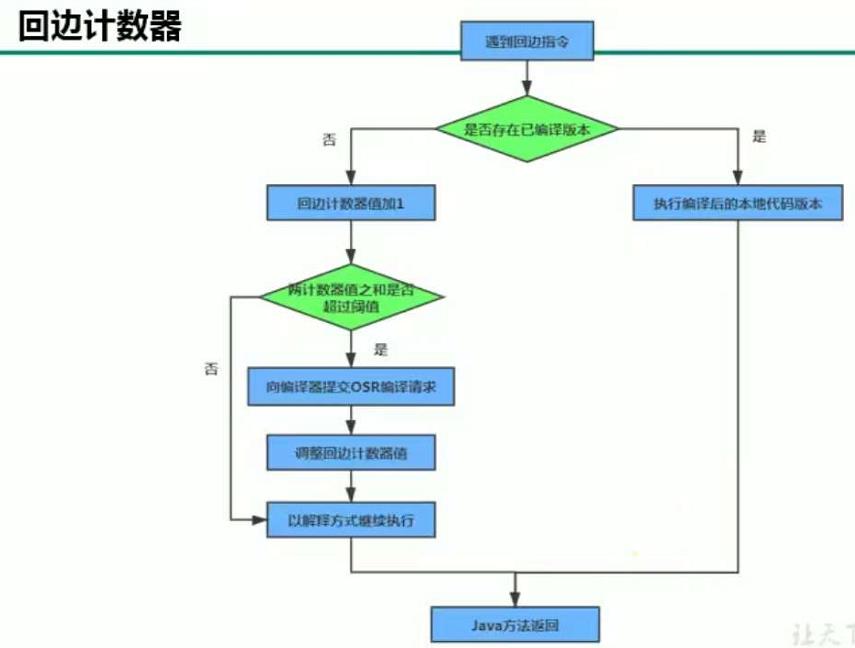 回边计数器
遇到回边指令
是否存在已编译版本
否
是
回边计数器值加1
执行编译后的本地代码版本
两计数器值之和是否
超过阈值
是
否
向编译器提交OSR编译请求
调整回边计数器值
以解释方式继续执行
Java方法返回
让天下